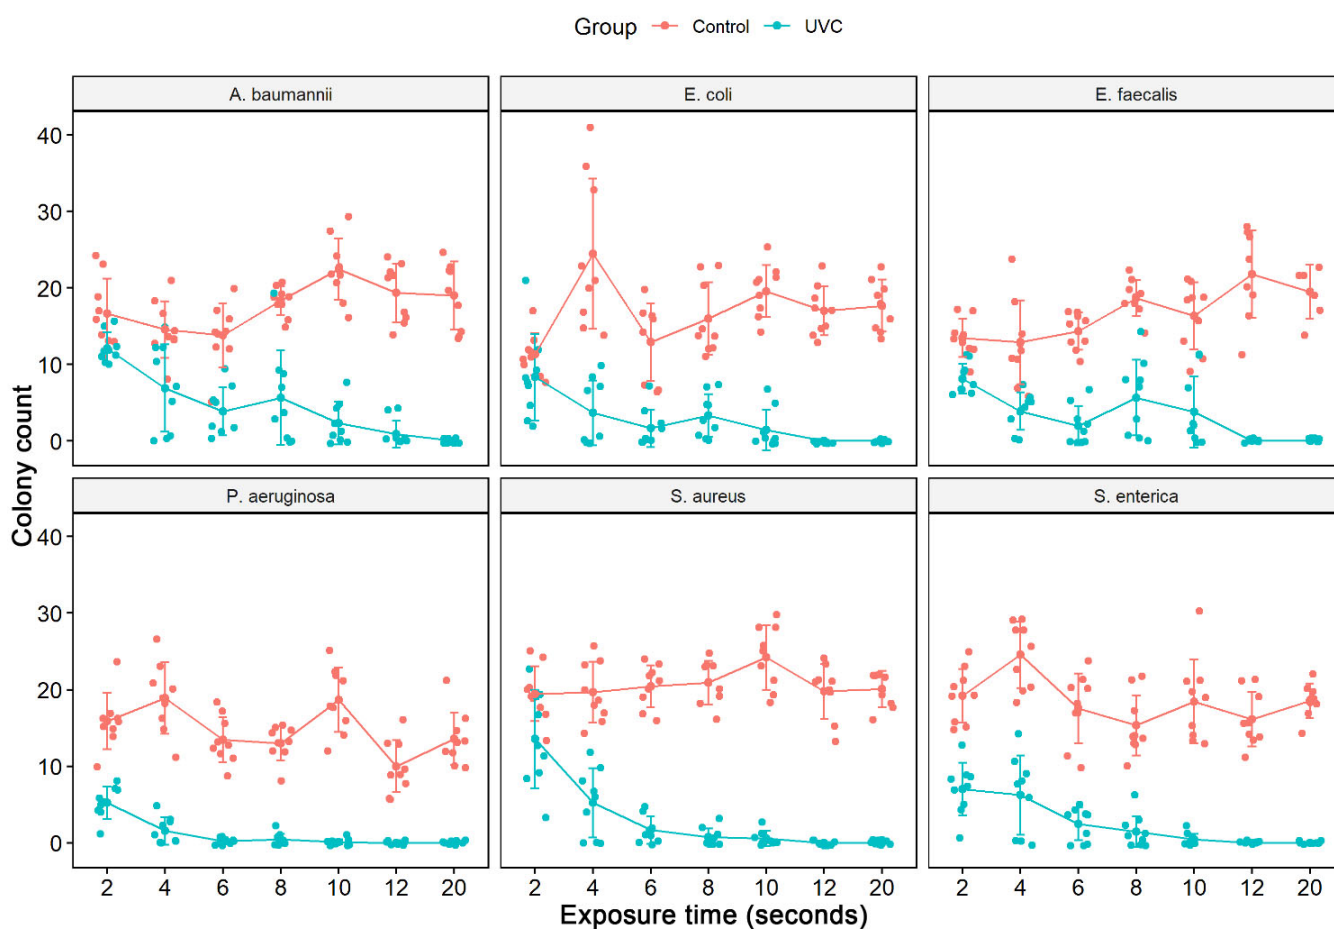 Group Control UVC
A. baumannii E. coli E. faecalis
40
30
20
10
0
P. aeruginosa S. aureus S. enterica
40
30
20
10
0
Colony count
2 4 6 8 10 12 20 2 4 6 8 10 12 20 2 4 6 8 10 12 20
Exposure time (seconds)